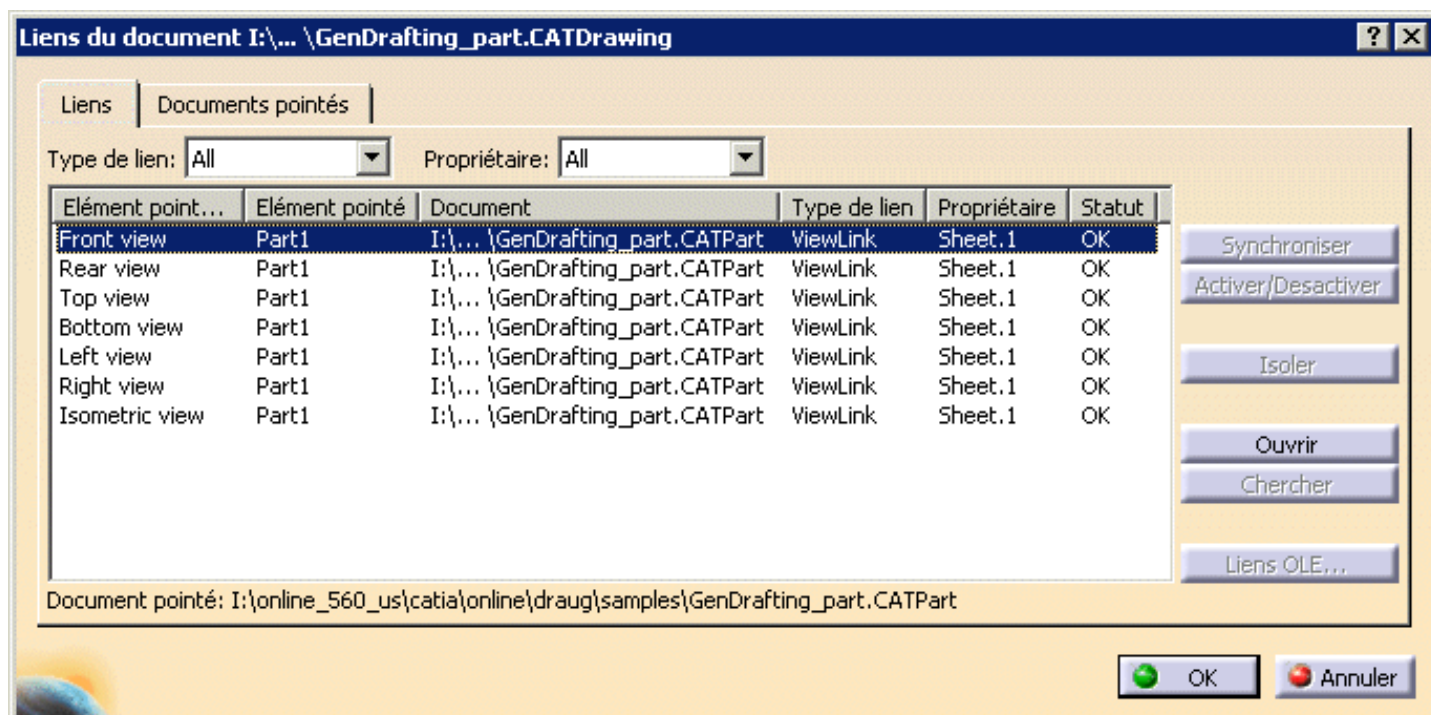 Liens du document I:\... \GenDrafting_part.CATDrawing
Liens Documents pointés
Type de lien: All Propriétaire: All
Elément point... Elément pointé Document Type de lien Propriétaire Statut
Front view Part1 I:\... \GenDrafting_part.CATPart ViewLink Sheet.1 OK
Rear view Part1 I:\... \GenDrafting_part.CATPart ViewLink Sheet.1 OK
Top view Part1 I:\... \GenDrafting_part.CATPart ViewLink Sheet.1 OK
Bottom view Part1 I:\... \GenDrafting_part.CATPart ViewLink Sheet.1 OK
Left view Part1 I:\... \GenDrafting_part.CATPart ViewLink Sheet.1 OK
Right view Part1 I:\... \GenDrafting_part.CATPart ViewLink Sheet.1 OK
Isometric view Part1 I:\... \GenDrafting_part.CATPart ViewLink Sheet.1 OK
Synchroniser
Activer/Desactiver
Isoler
Ouvrir
Chercher
Liens OLE...
Document pointé: I:\online_560_us\catia\online\draug\samples\GenDrafting_part.CATPart
OK Annuler